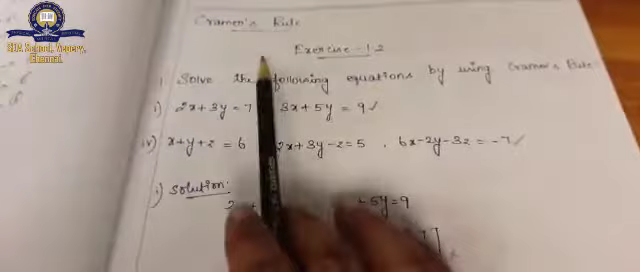 Cramer's Rule
SHA School, Vepery,
Chennai
Exercise - 1.2
1. Solve the following equations by using Cramer's Rule
i) 2x+3y = 7 3x+5y = 9 ✓
iv) x+y+z = 6 2x+3y-z=5 , 6x-2y-3z = -7 ✓
i) Solution:
+5y=9